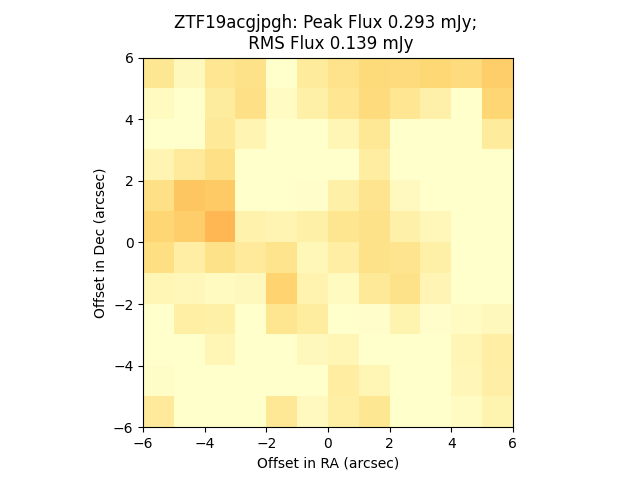 ZTF19acgjpgh: Peak Flux 0.293 mJy;
RMS Flux 0.139 mJy
6
4
2
0
−2
−4
−6
Offset in Dec (arcsec)
−6 −4 −2 0 2 4 6
Offset in RA (arcsec)